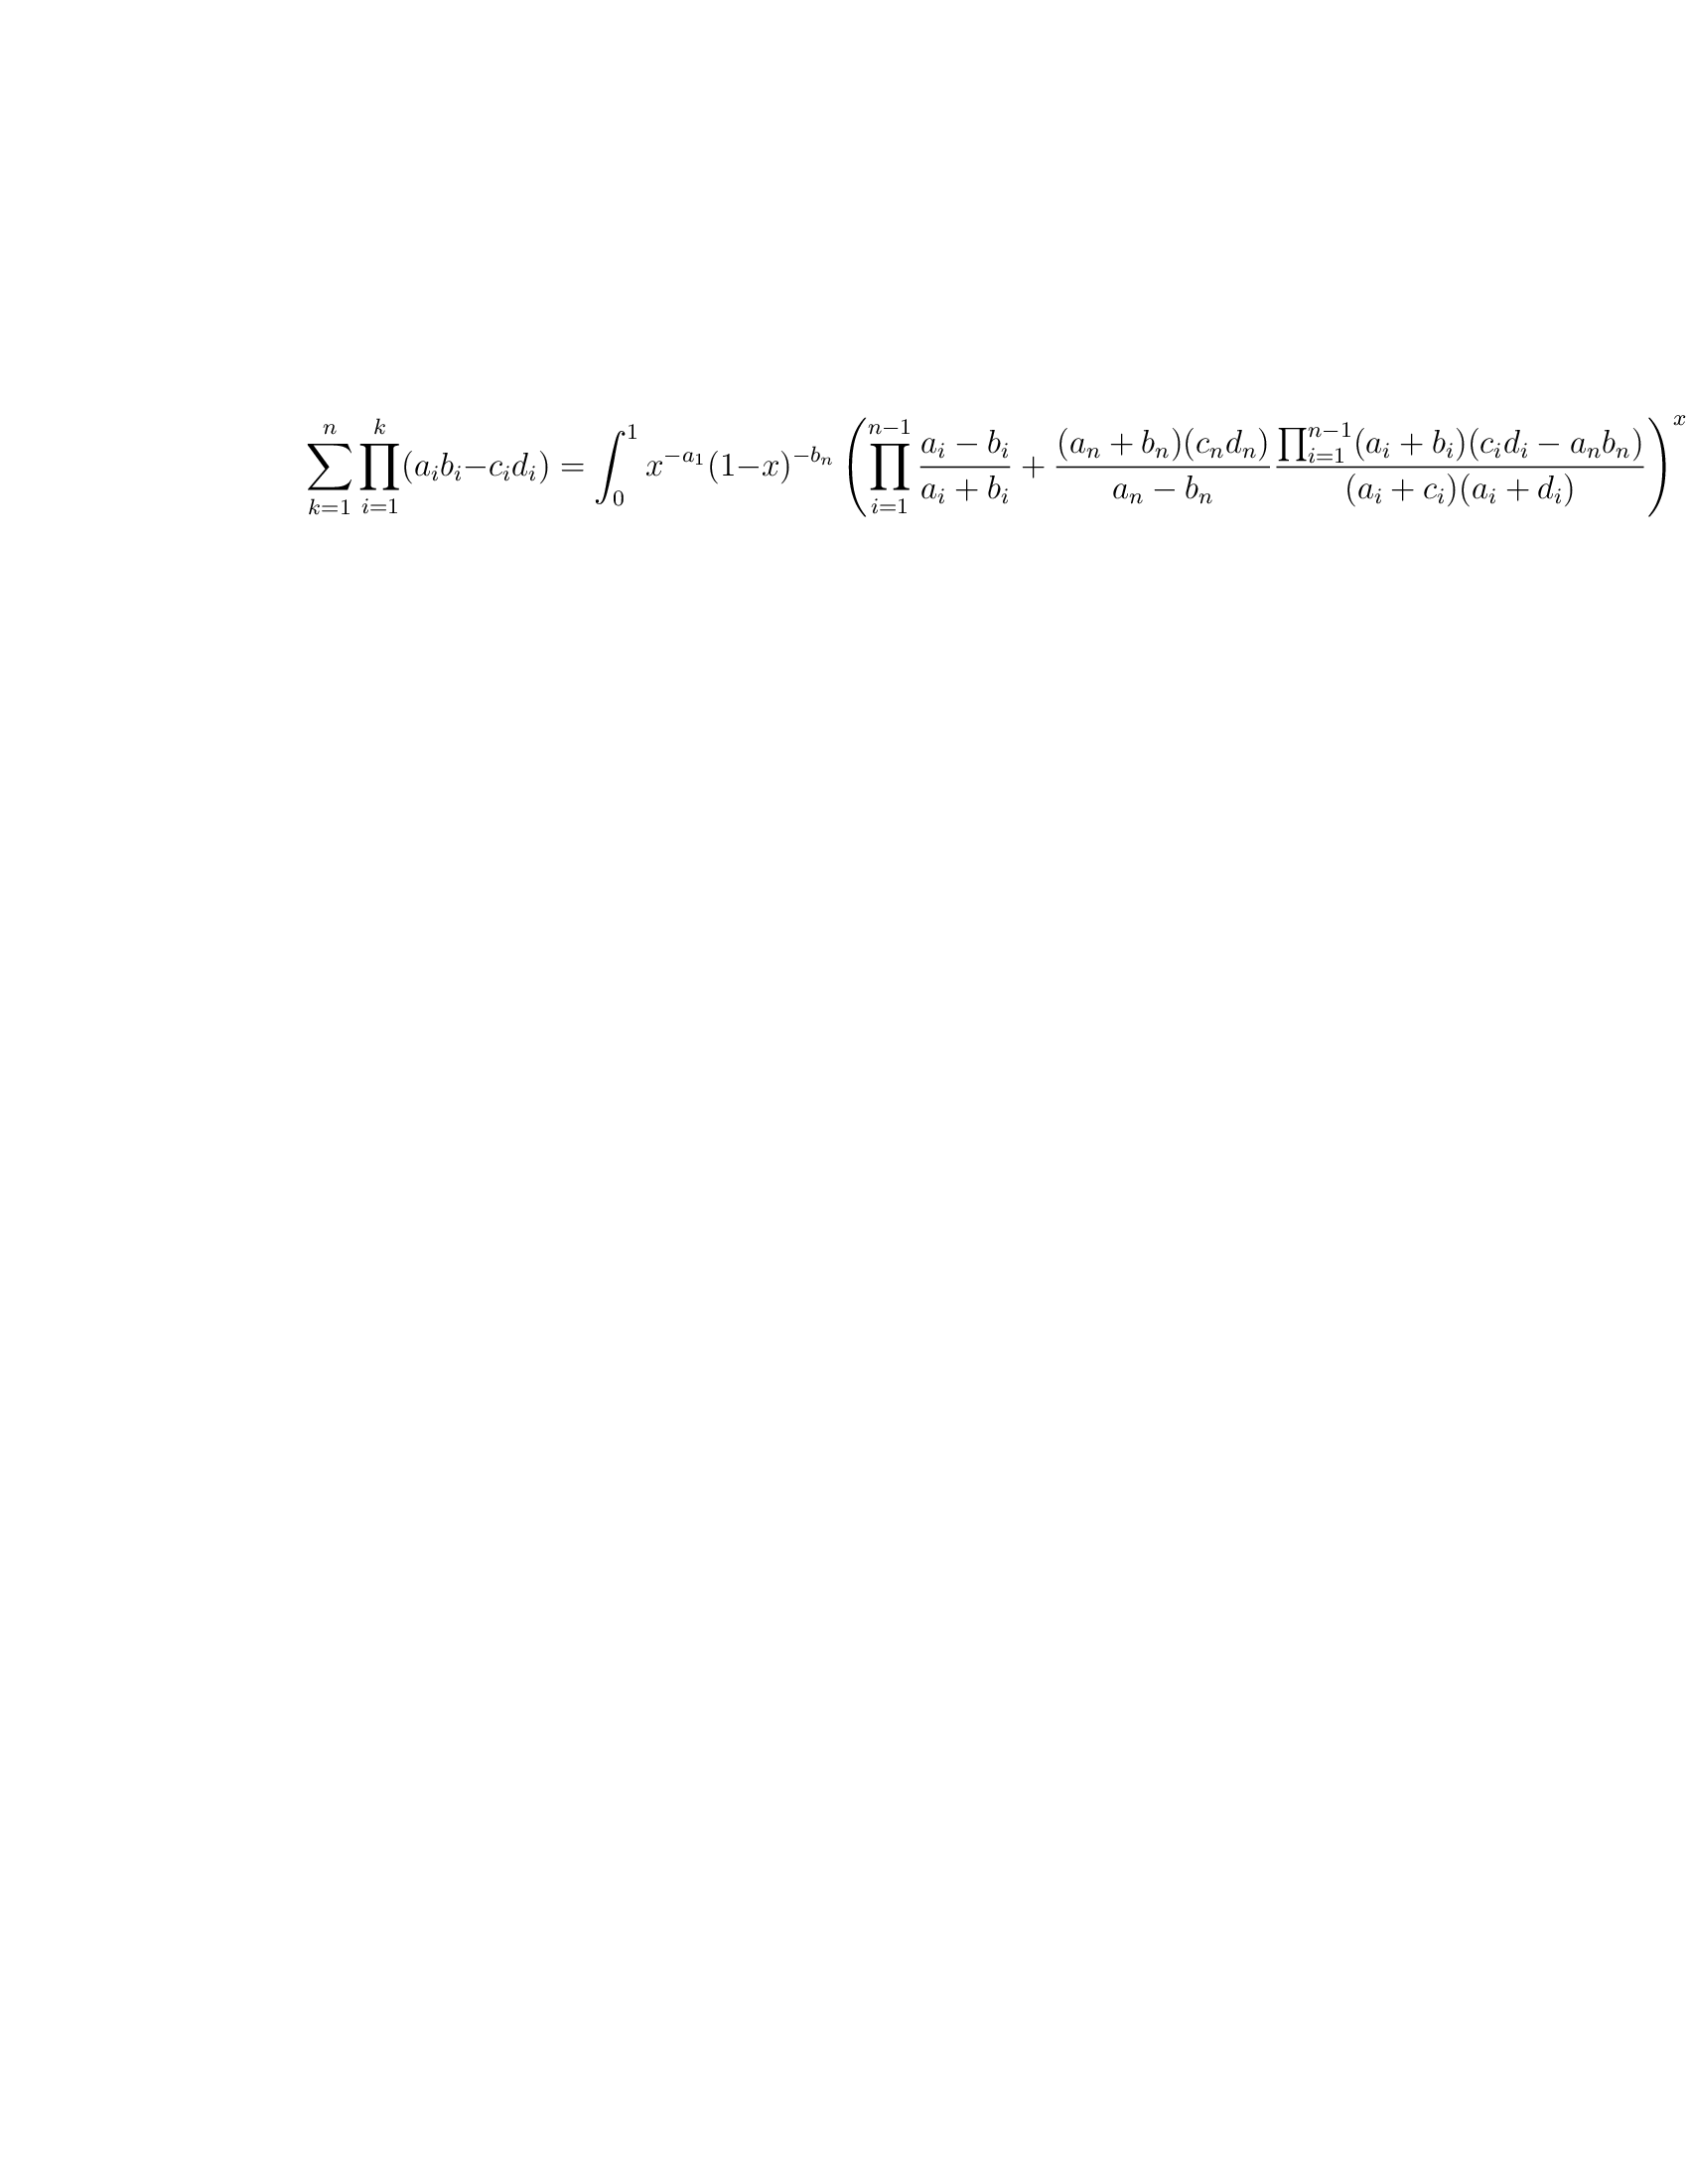 \sum_{k=1}^{n} \prod_{i=1}^{k} (a_i b_i - c_i d_i) = \int_0^1 x^{-a_1} (1-x)^{-b_n} \left( \prod_{i=1}^{n-1} \frac{a_i - b_i}{a_i + b_i} + \frac{(a_n + b_n)(c_n d_n)}{a_n - b_n} \frac{\prod_{i=1}^{n-1} (a_i + b_i)(c_i d_i - a_n b_n)}{(a_i + c_i)(a_i + d_i)} \right)^x